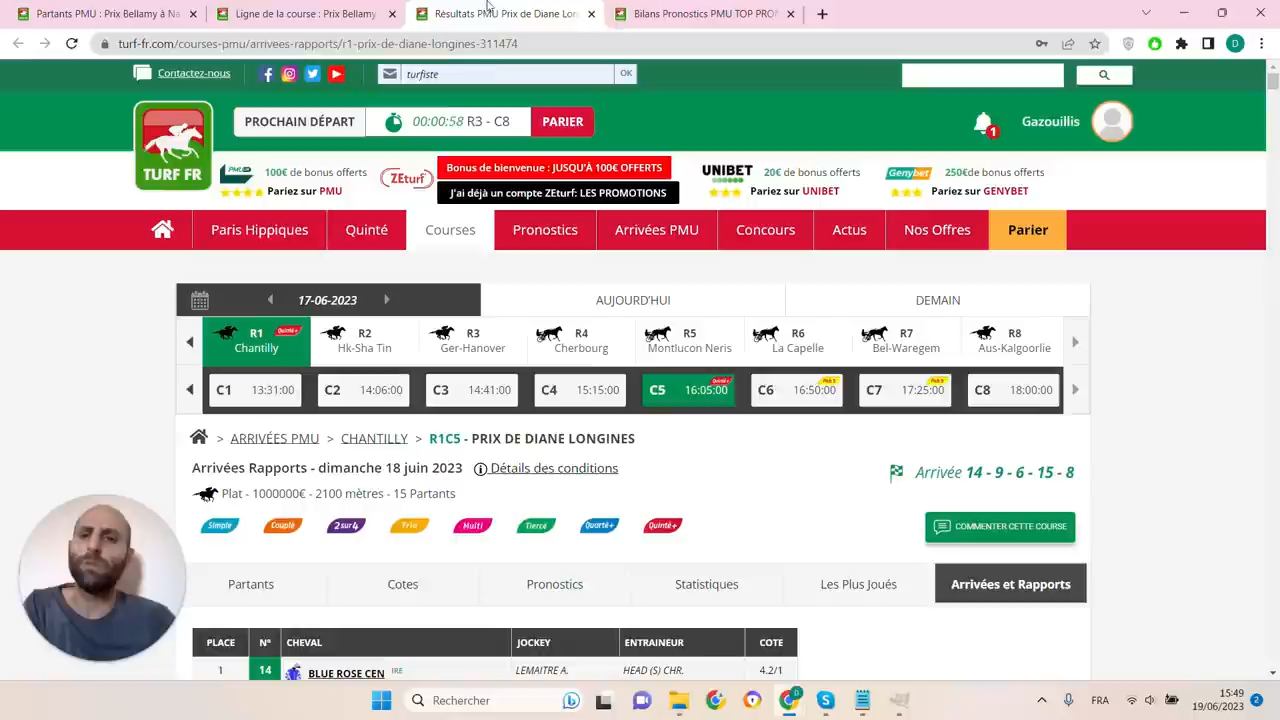 Partants PMU : Prix Bellamy à Na
Ligne de la course : Prix Bellamy
Résultats PMU Prix de Diane Lon
Bilans Pronostics PMU TOP PRO
turf-fr.com/courses-pmu/arrivees-rapports/r1-prix-de-diane-longines-311474
D
Contactez-nous
turfiste
OK
TURF FR
PROCHAIN DÉPART
00:00:58 R3 - C8
PARIER
1
Gazouillis
PMU
100€ de bonus offerts
Pariez sur PMU
ZEturf
Bonus de bienvenue : JUSQU'À 100€ OFFERTS
J'ai déjà un compte ZEturf: LES PROMOTIONS
UNIBET
20€ de bonus offerts
Pariez sur UNIBET
Genybet
250€de bonus offerts
Pariez sur GENYBET
Paris Hippiques
Quinté
Courses
Pronostics
Arrivées PMU
Concours
Actus
Nos Offres
Parier
17-06-2023
AUJOURD'HUI
DEMAIN
R1 Quinté+
Chantilly
R2
Hk-Sha Tin
R3
Ger-Hanover
R4
Cherbourg
R5
Montlucon Neris
R6
La Capelle
R7
Bel-Waregem
R8
Aus-Kalgoorlie
C1 13:31:00
C2 14:06:00
C3 14:41:00
C4 15:15:00
C5 16:05:00
C6 16:50:00
C7 17:25:00
C8 18:00:00
> ARRIVÉES PMU > CHANTILLY > R1C5 - PRIX DE DIANE LONGINES
Arrivées Rapports - dimanche 18 juin 2023
Détails des conditions
Arrivée 14 - 9 - 6 - 15 - 8
Plat - 1000000€ - 2100 mètres - 15 Partants
Simple
Couplé
2sur4
Trio
Multi
Tiercé
Quarté+
Quinté+
COMMENTER CETTE COURSE
Partants
Cotes
Pronostics
Statistiques
Les Plus Joués
Arrivées et Rapports
PLACE N° CHEVAL JOCKEY ENTRAINEUR COTE
1 14 BLUE ROSE CEN IRE LEMAITRE A. HEAD (S) CHR. 4.2/1
Rechercher
FRA
15:49
19/06/2023
2